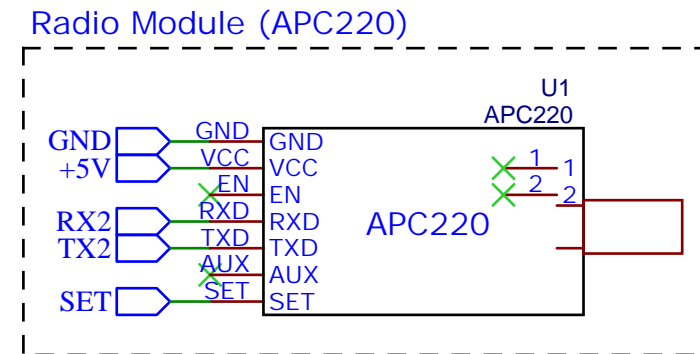 Radio Module (APC220)
U1
APC220
GND GND GND
+5V VCC VCC
EN EN
RX2 RXD RXD
TX2 TXD TXD
AUX AUX
SET SET SET
APC220
1 1
2 2